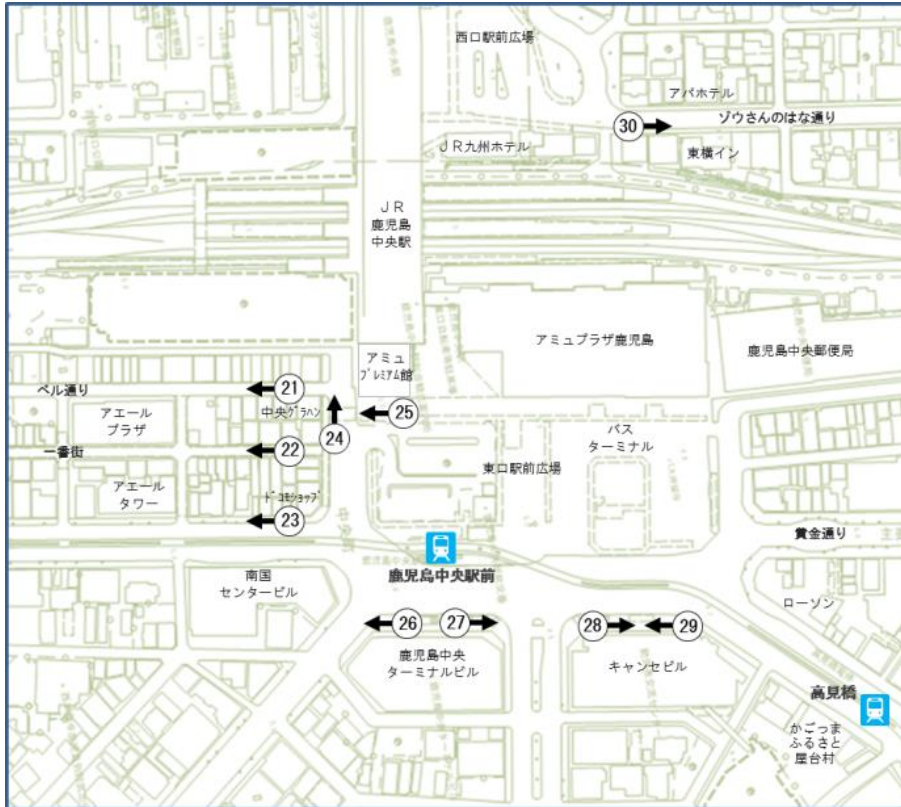 西口駅前広場
アパホテル
ゾウさんのはな通り
30
JR九州ホテル
東横イン
JR
鹿児島
中央駅
アミュプラザ鹿児島
鹿児島中央郵便局
アミュ
プレミアム館
ベル通り
21
中央グラハン
25
アエール
プラザ
24
バス
ターミナル
一番街
22
東口駅前広場
アエール
タワー
ドコモショップ
23
中央町
黄金通り
主要
鹿児島中央駅前
南国
センタービル
ローソン
26
27
28
29
鹿児島中央
ターミナルビル
キャンセビル
高見橋
かごっま
ふるさと
屋台村